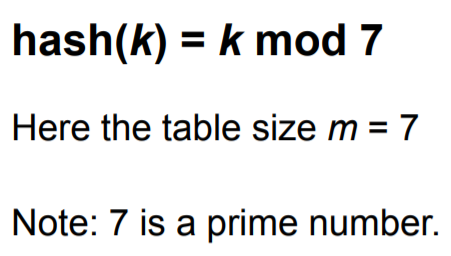 hash(k) = k mod 7
Here the table size m = 7
Note: 7 is a prime number.